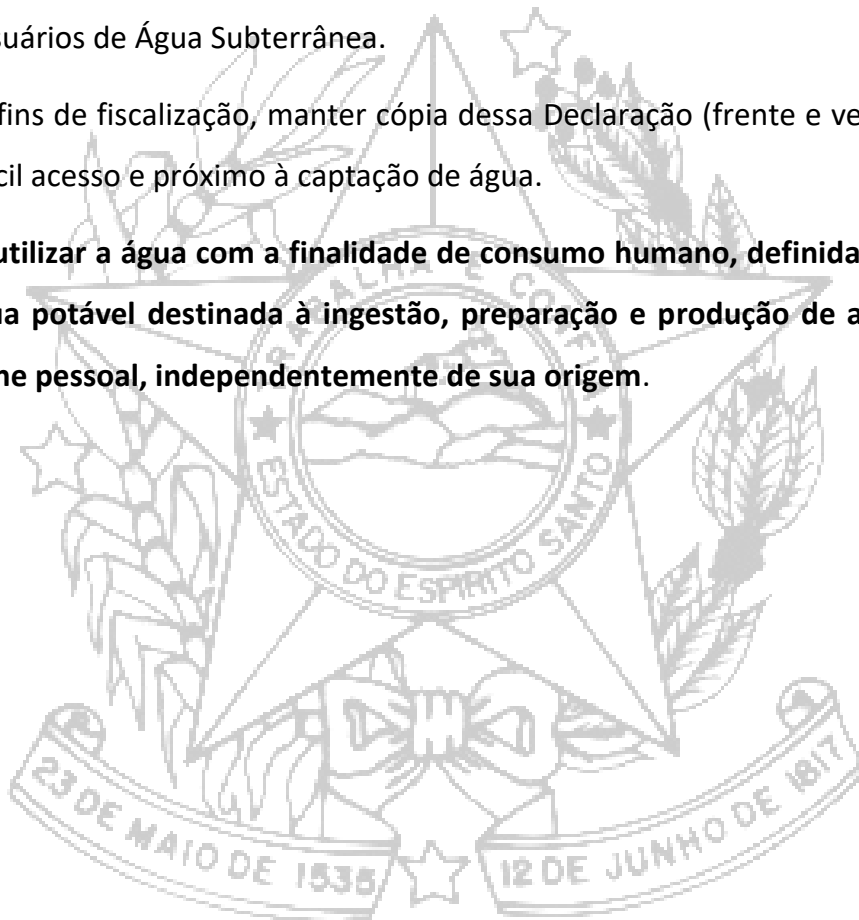 suários de Água Subterrânea.
fins de fiscalização, manter cópia dessa Declaração (frente e ve
cil acesso e próximo à captação de água.
utilizar a água com a finalidade de consumo humano, definida
ua potável destinada à ingestão, preparação e produção de a
ne pessoal, independentemente de sua origem.
TRABALHA E CONFIA
ESTADO DO ESPIRITO SANTO
23 DE MAIO DE 1535
12 DE JUNHO DE 1817